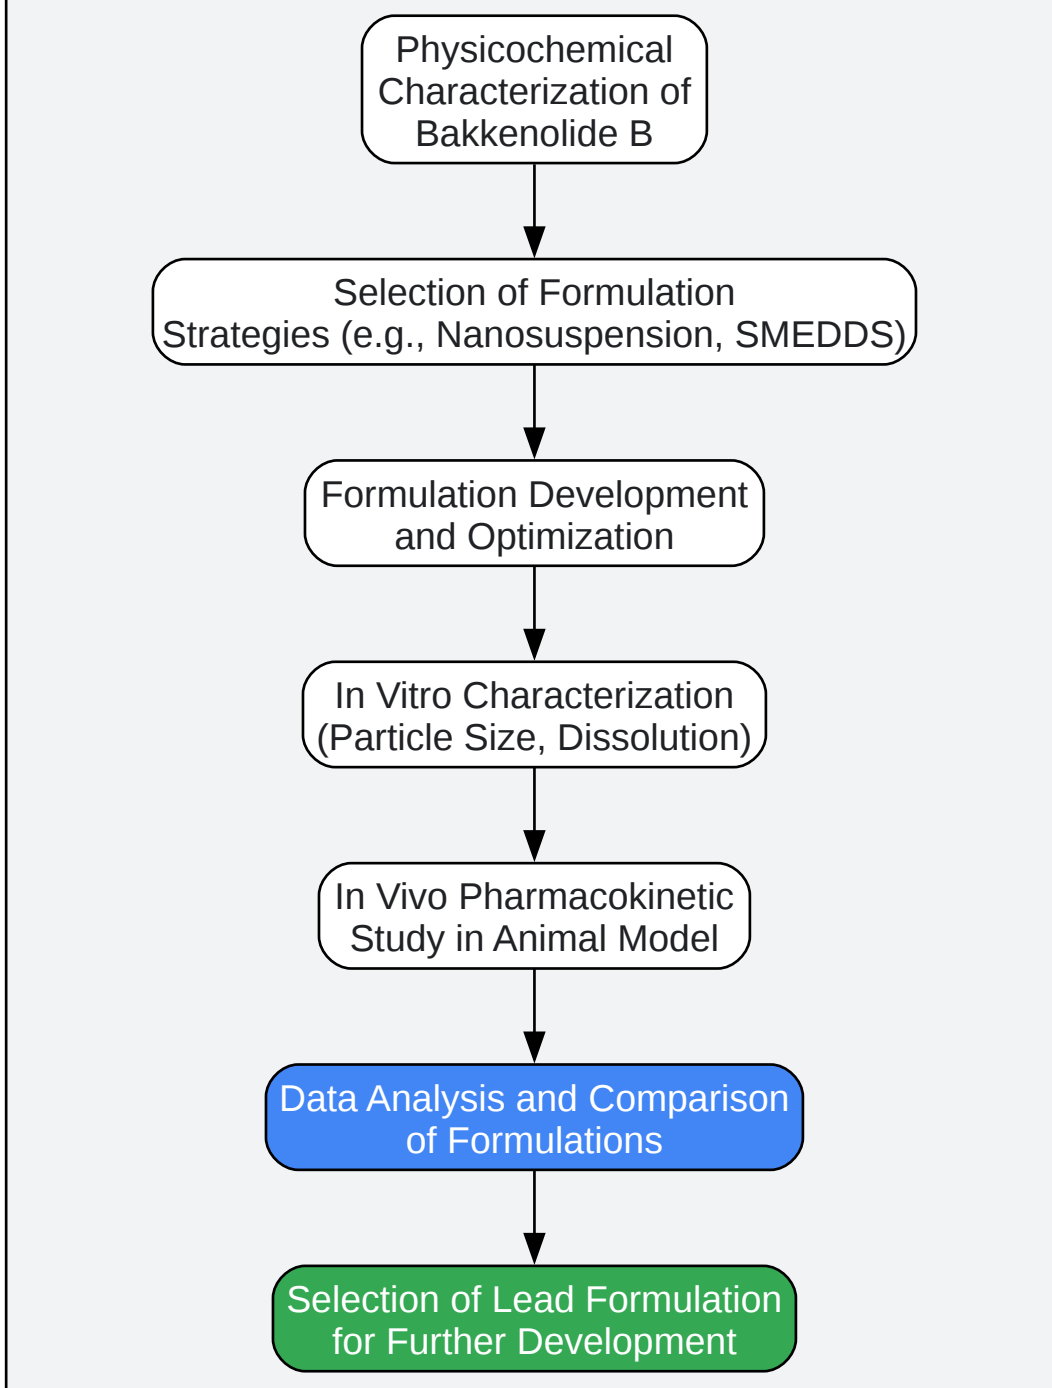 Physicochemical
Characterization of
Bakkenolide B
Selection of Formulation
Strategies (e.g., Nanosuspension, SMEDDS)
Formulation Development
and Optimization
In Vitro Characterization
(Particle Size, Dissolution)
In Vivo Pharmacokinetic
Study in Animal Model
Data Analysis and Comparison
of Formulations
Selection of Lead Formulation
for Further Development